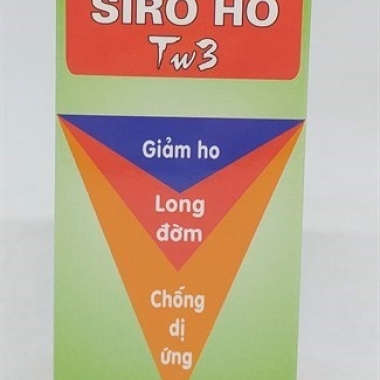 SIRO HO
Tw3
Giảm ho
Long
đờm
Chống
dị
ứng